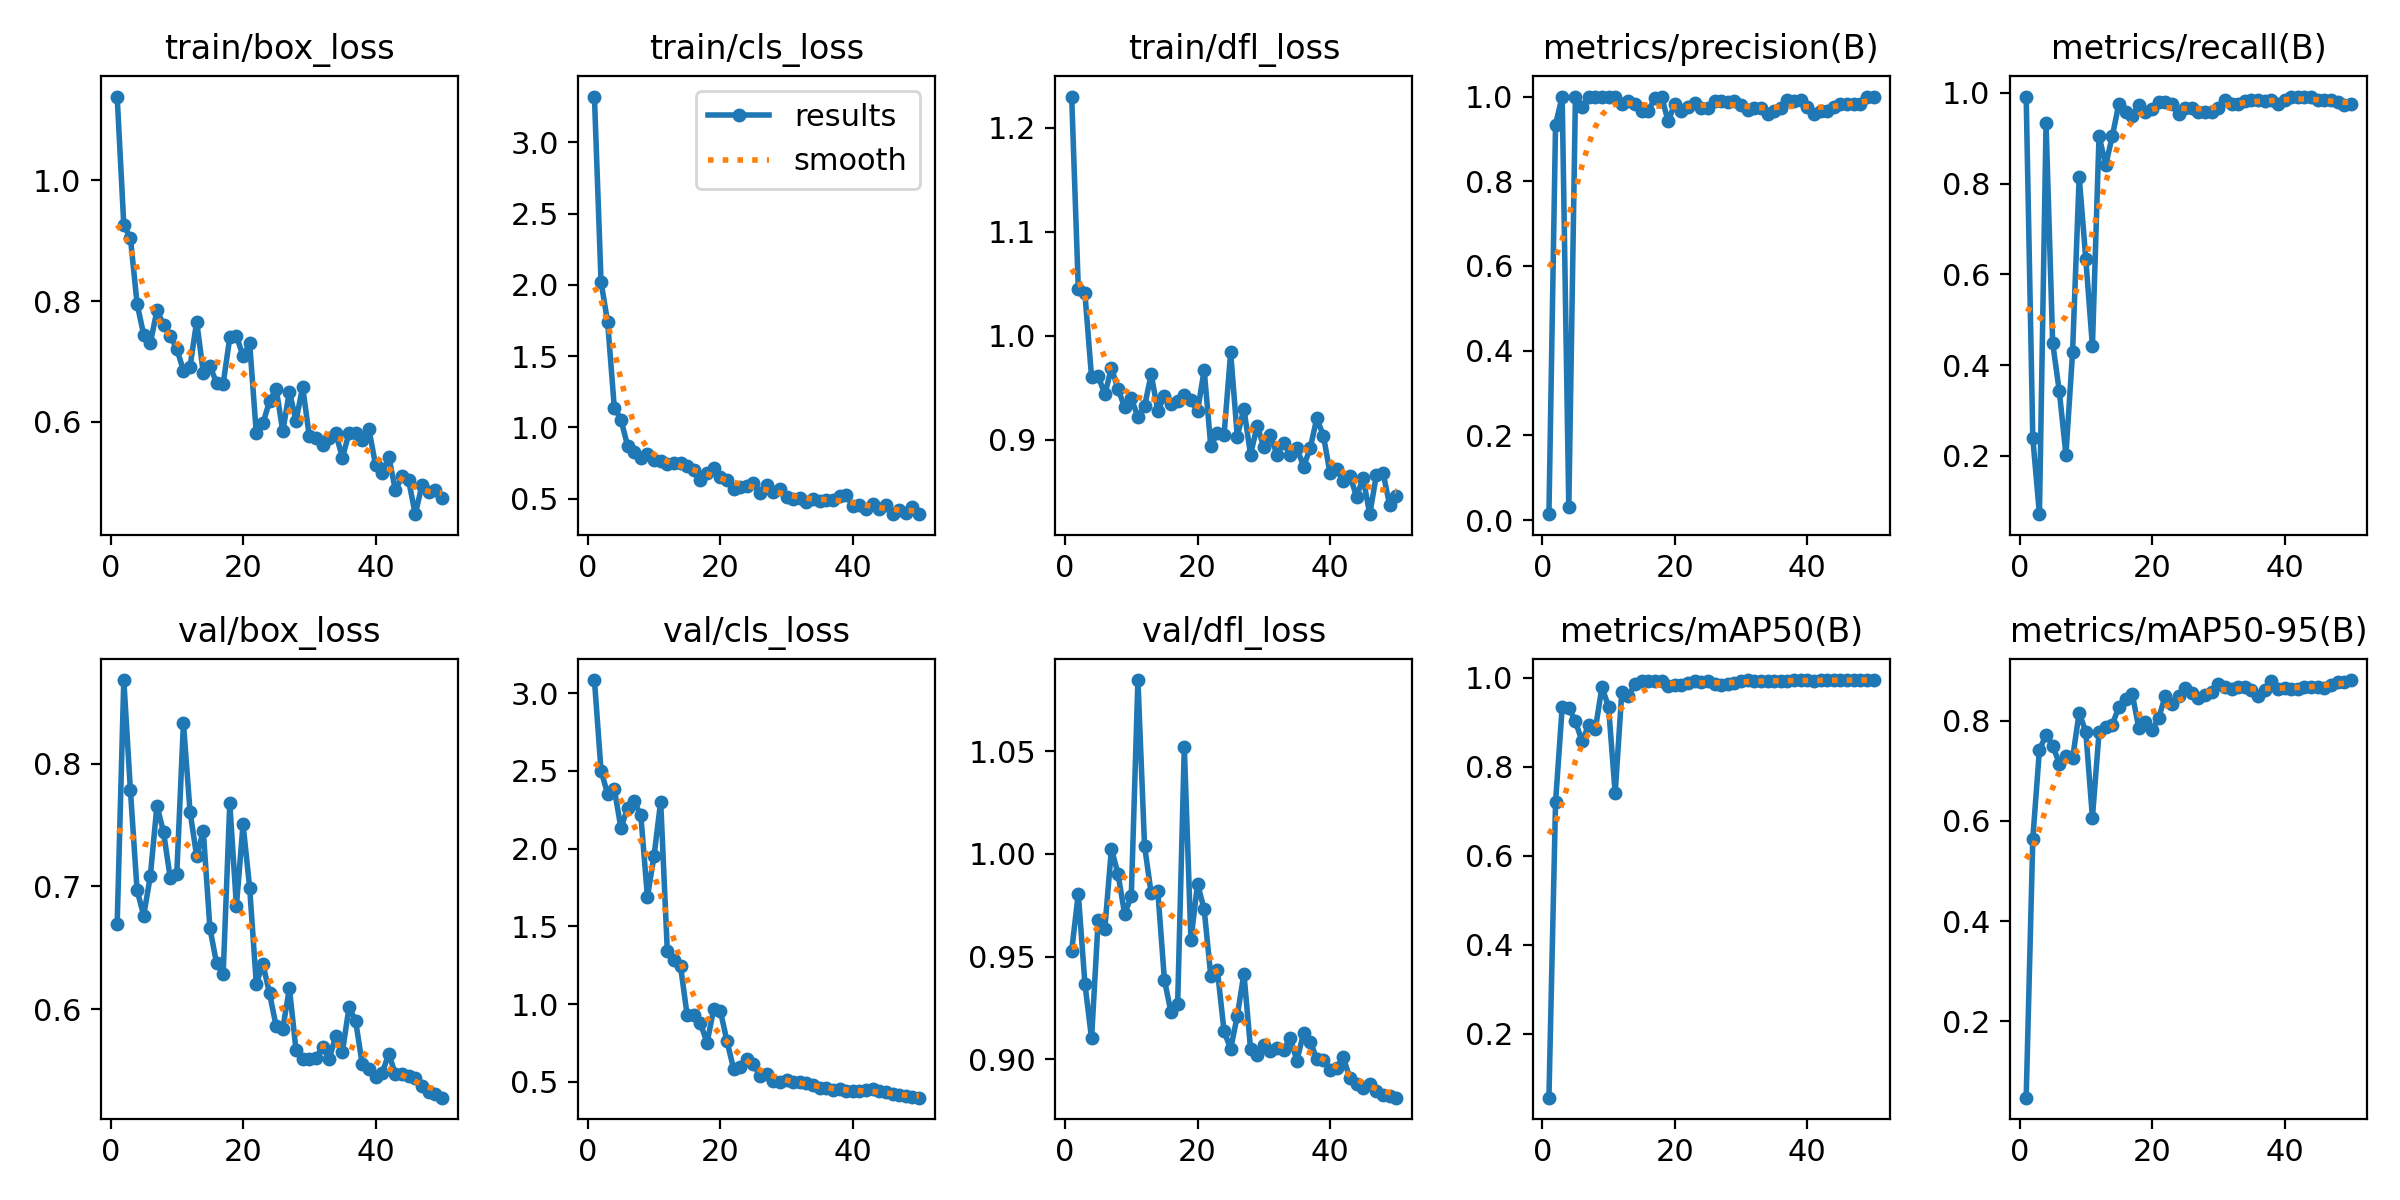 train/box_loss
train/cls_loss
train/dfl_loss
metrics/precision(B)
metrics/recall(B)
1.0
0.8
0.6
0 20 40
results
smooth
3.0
2.5
2.0
1.5
1.0
0.5
0 20 40
1.2
1.1
1.0
0.9
0 20 40
1.0
0.8
0.6
0.4
0.2
0.0
0 20 40
1.0
0.8
0.6
0.4
0.2
0 20 40
val/box_loss
val/cls_loss
val/dfl_loss
metrics/mAP50(B)
metrics/mAP50-95(B)
0.8
0.7
0.6
0 20 40
3.0
2.5
2.0
1.5
1.0
0.5
0 20 40
1.05
1.00
0.95
0.90
0 20 40
1.0
0.8
0.6
0.4
0.2
0 20 40
0.8
0.6
0.4
0.2
0 20 40